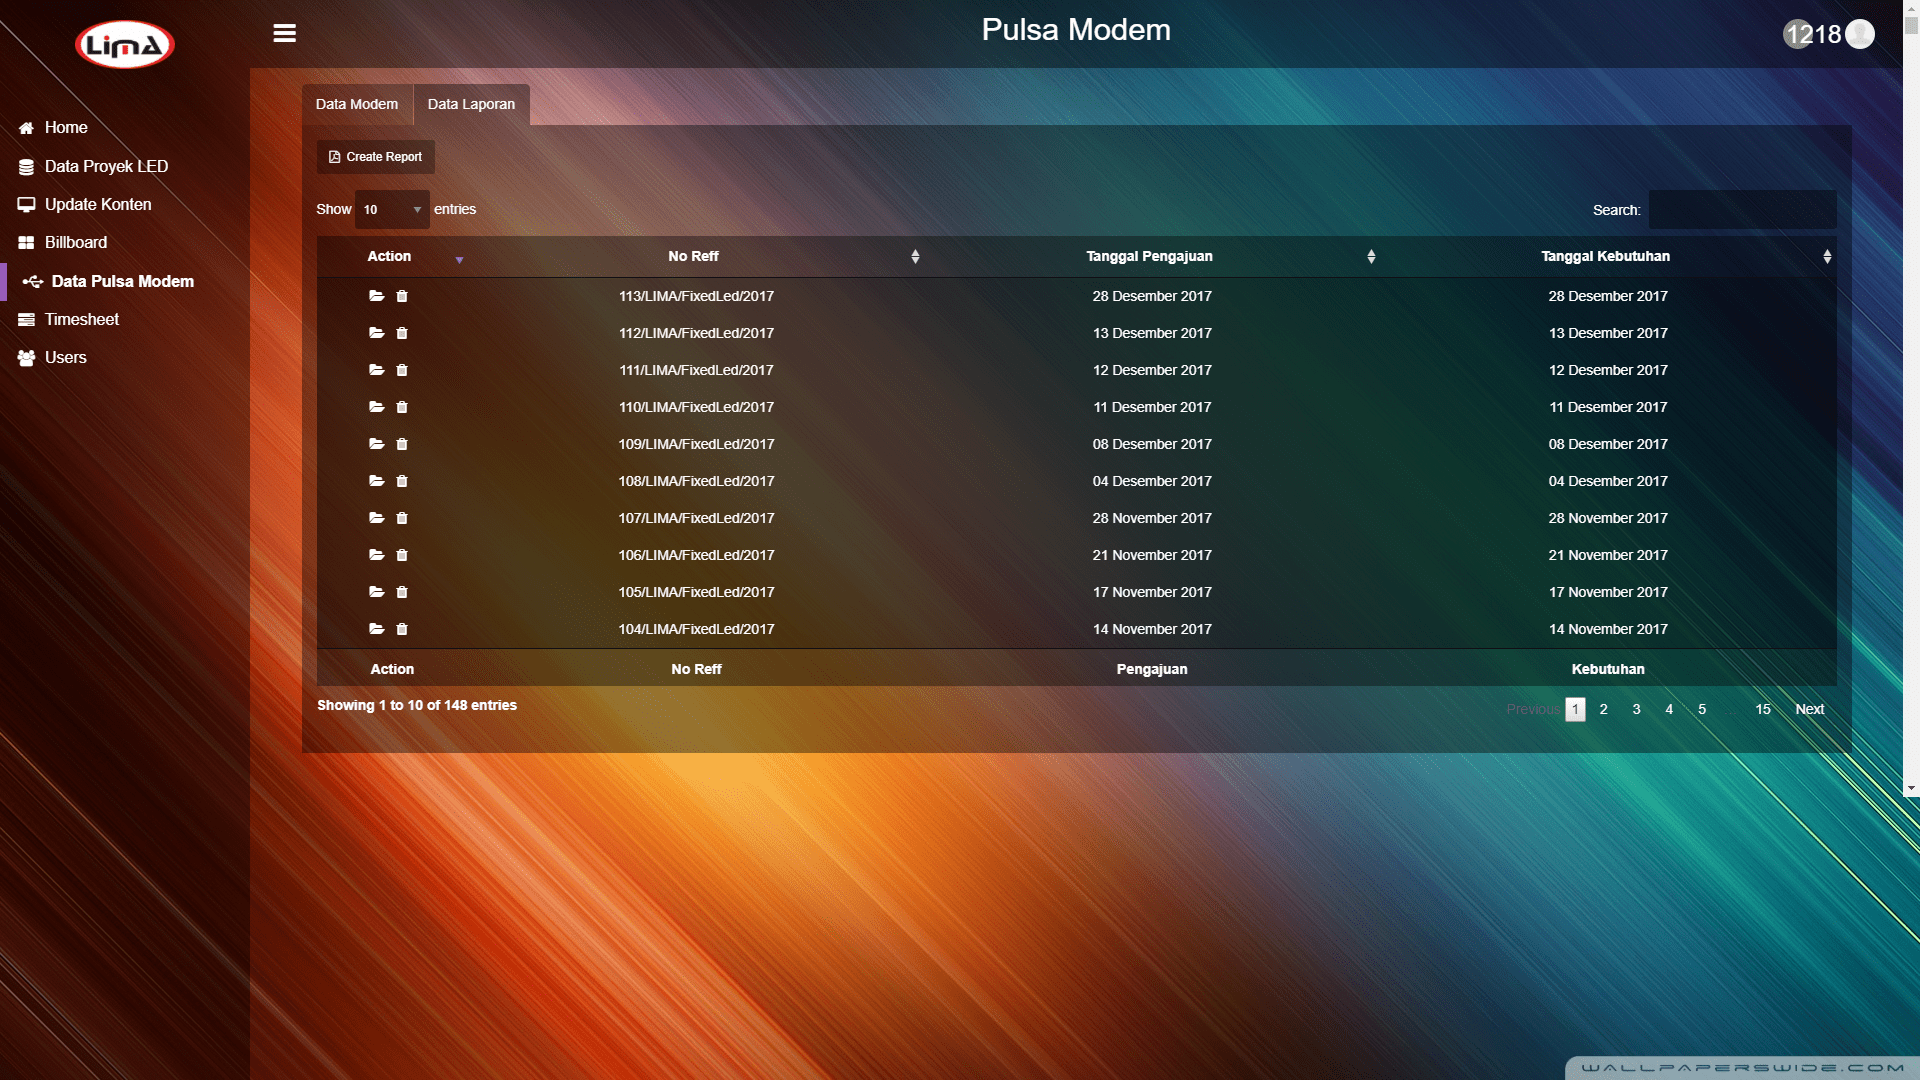 LimA
Pulsa Modem
1218
Home
Data Proyek LED
Update Konten
Billboard
Data Pulsa Modem
Timesheet
Users
Data Modem Data Laporan
Create Report
Show 10 entries Search:
Action No Reff Tanggal Pengajuan Tanggal Kebutuhan
113/LIMA/FixedLed/2017 28 Desember 2017 28 Desember 2017
112/LIMA/FixedLed/2017 13 Desember 2017 13 Desember 2017
111/LIMA/FixedLed/2017 12 Desember 2017 12 Desember 2017
110/LIMA/FixedLed/2017 11 Desember 2017 11 Desember 2017
109/LIMA/FixedLed/2017 08 Desember 2017 08 Desember 2017
108/LIMA/FixedLed/2017 04 Desember 2017 04 Desember 2017
107/LIMA/FixedLed/2017 28 November 2017 28 November 2017
106/LIMA/FixedLed/2017 21 November 2017 21 November 2017
105/LIMA/FixedLed/2017 17 November 2017 17 November 2017
104/LIMA/FixedLed/2017 14 November 2017 14 November 2017
Action No Reff Pengajuan Kebutuhan
Showing 1 to 10 of 148 entries Previous 1 2 3 4 5 … 15 Next
WALLPAPERSWIDE.COM